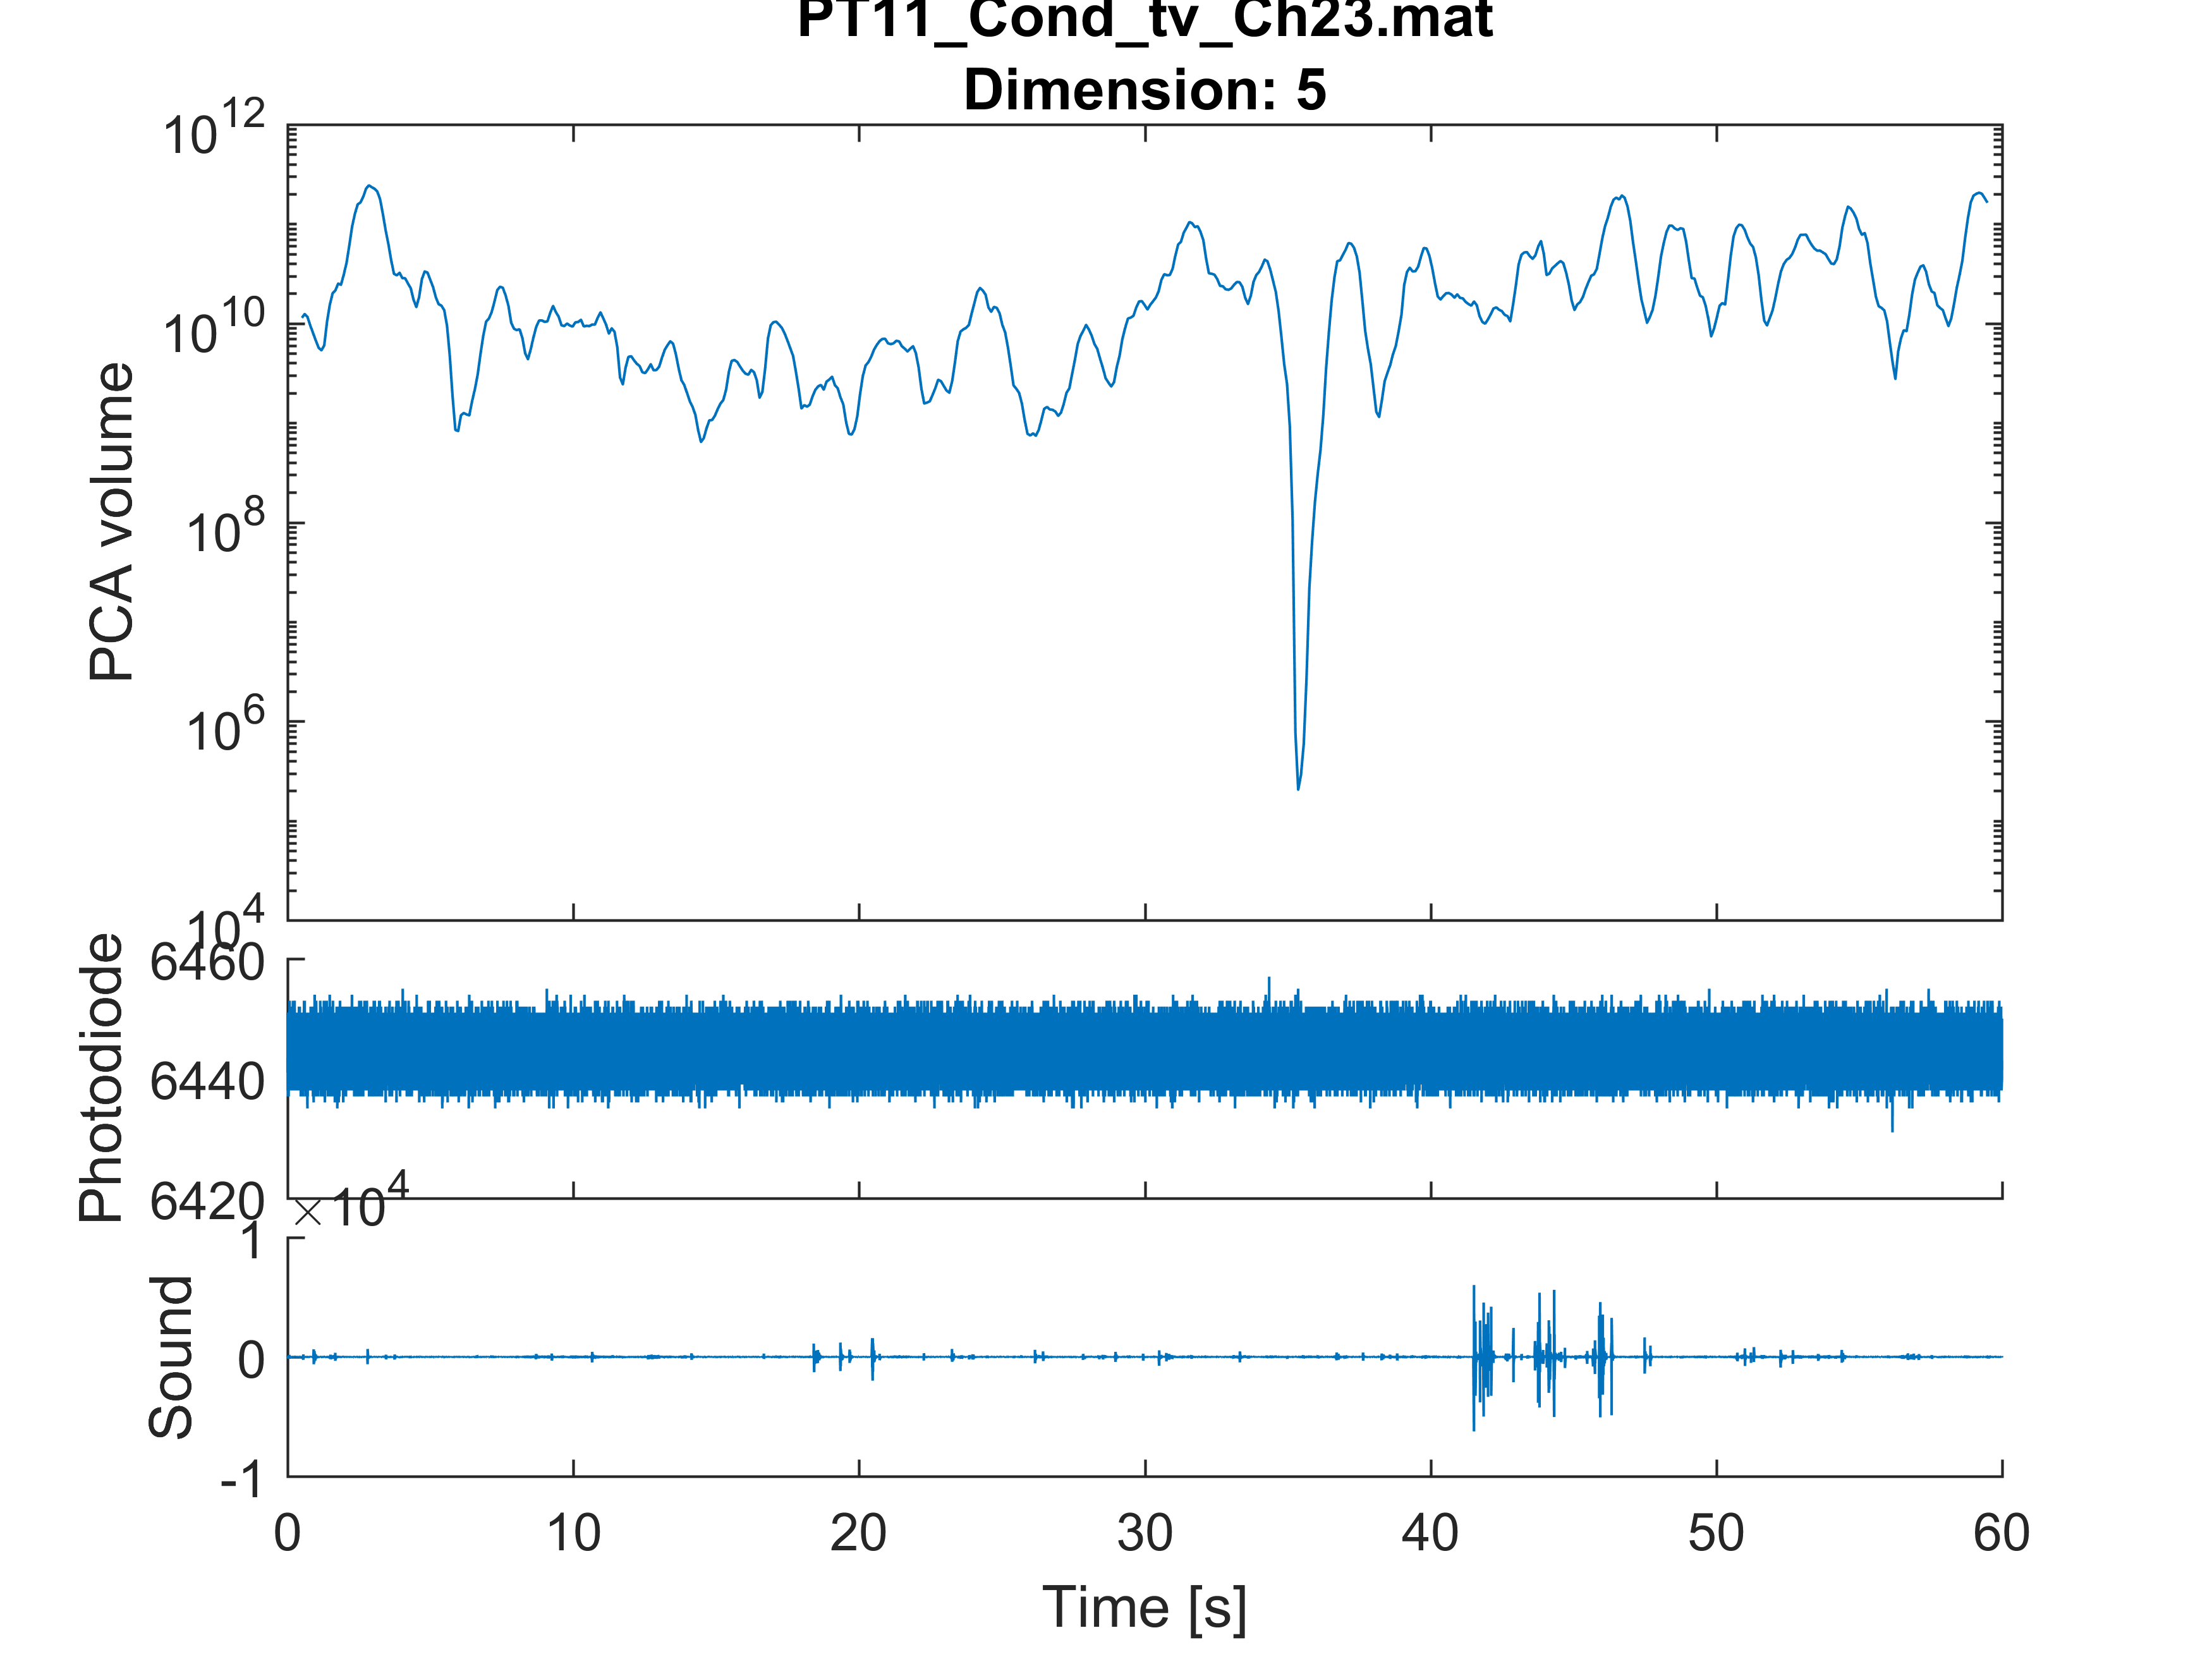 PT11_Cond_tv_Ch23.mat
Dimension: 5
10^12
10^10
10^8
10^6
10^4
PCA volume
6460
6440
6420
Photodiode
×10^4
1
0
-1
Sound
0 10 20 30 40 50 60
Time [s]